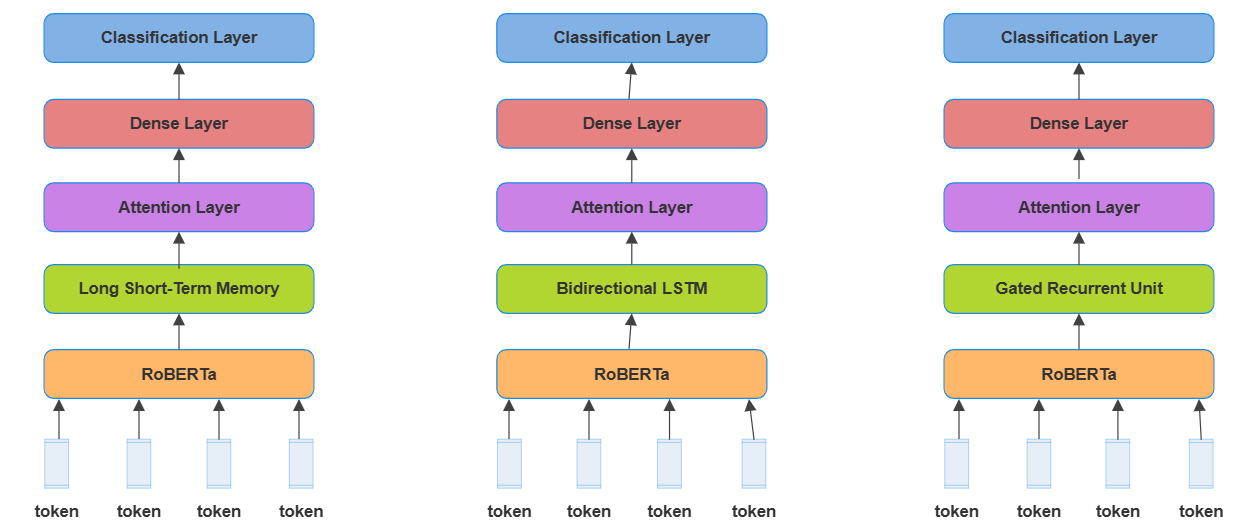 Classification Layer
Dense Layer
Attention Layer
Long Short-Term Memory
RoBERTa
token token token token
Classification Layer
Dense Layer
Attention Layer
Bidirectional LSTM
RoBERTa
token token token token
Classification Layer
Dense Layer
Attention Layer
Gated Recurrent Unit
RoBERTa
token token token token